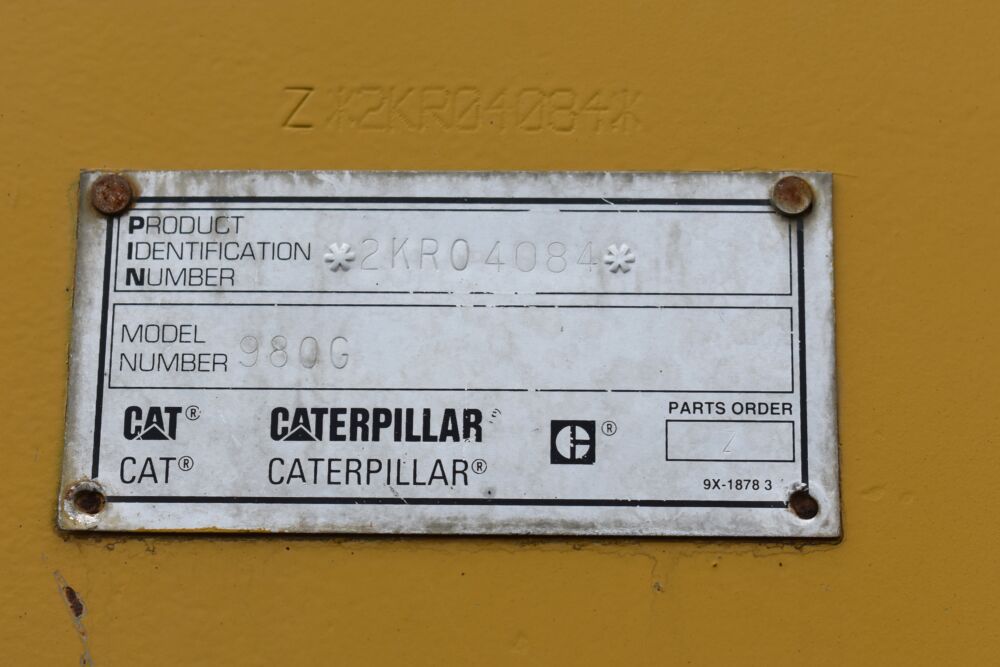 Z *2KR04084*
PRODUCT
IDENTIFICATION
NUMBER
*2KR04084*
MODEL
NUMBER
980G
CAT® CATERPILLAR
®
CAT® CATERPILLAR®
PARTS ORDER
Z
9X-1878 3